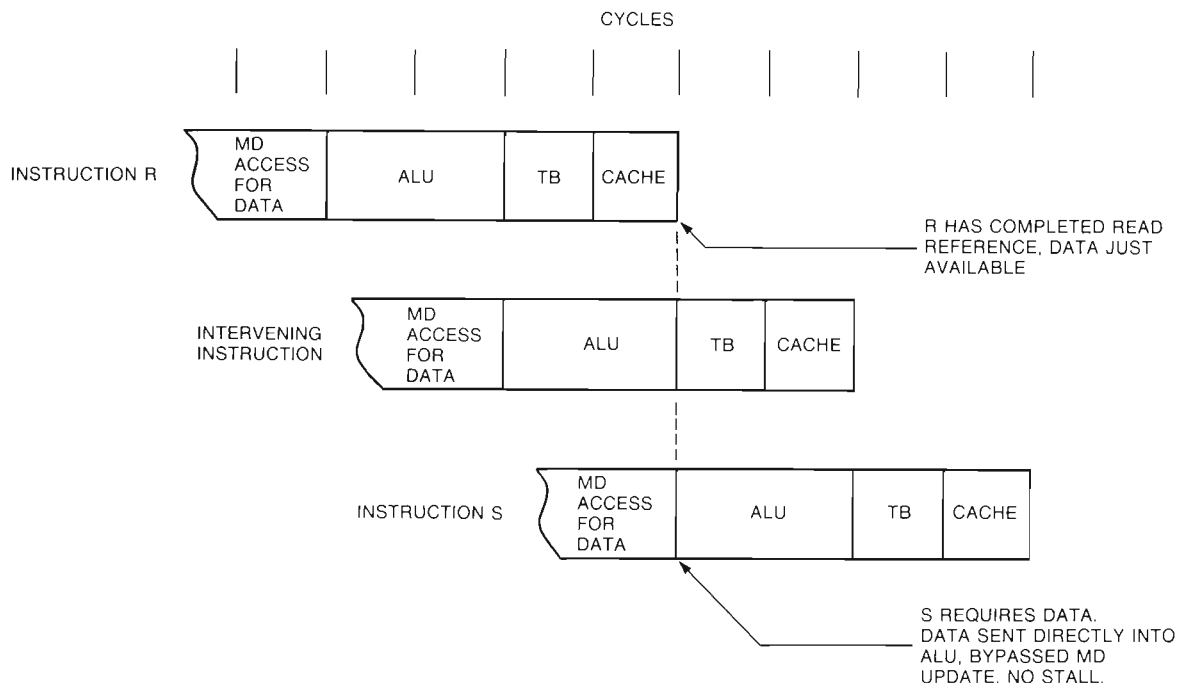 CYCLES
INSTRUCTION R
MD
ACCESS
FOR
DATA
ALU
TB
CACHE
R HAS COMPLETED READ
REFERENCE, DATA JUST
AVAILABLE
INTERVENING
INSTRUCTION
MD
ACCESS
FOR
DATA
ALU
TB
CACHE
INSTRUCTION S
MD
ACCESS
FOR
DATA
ALU
TB
CACHE
S REQUIRES DATA.
DATA SENT DIRECTLY INTO
ALU, BYPASSED MD
UPDATE. NO STALL.